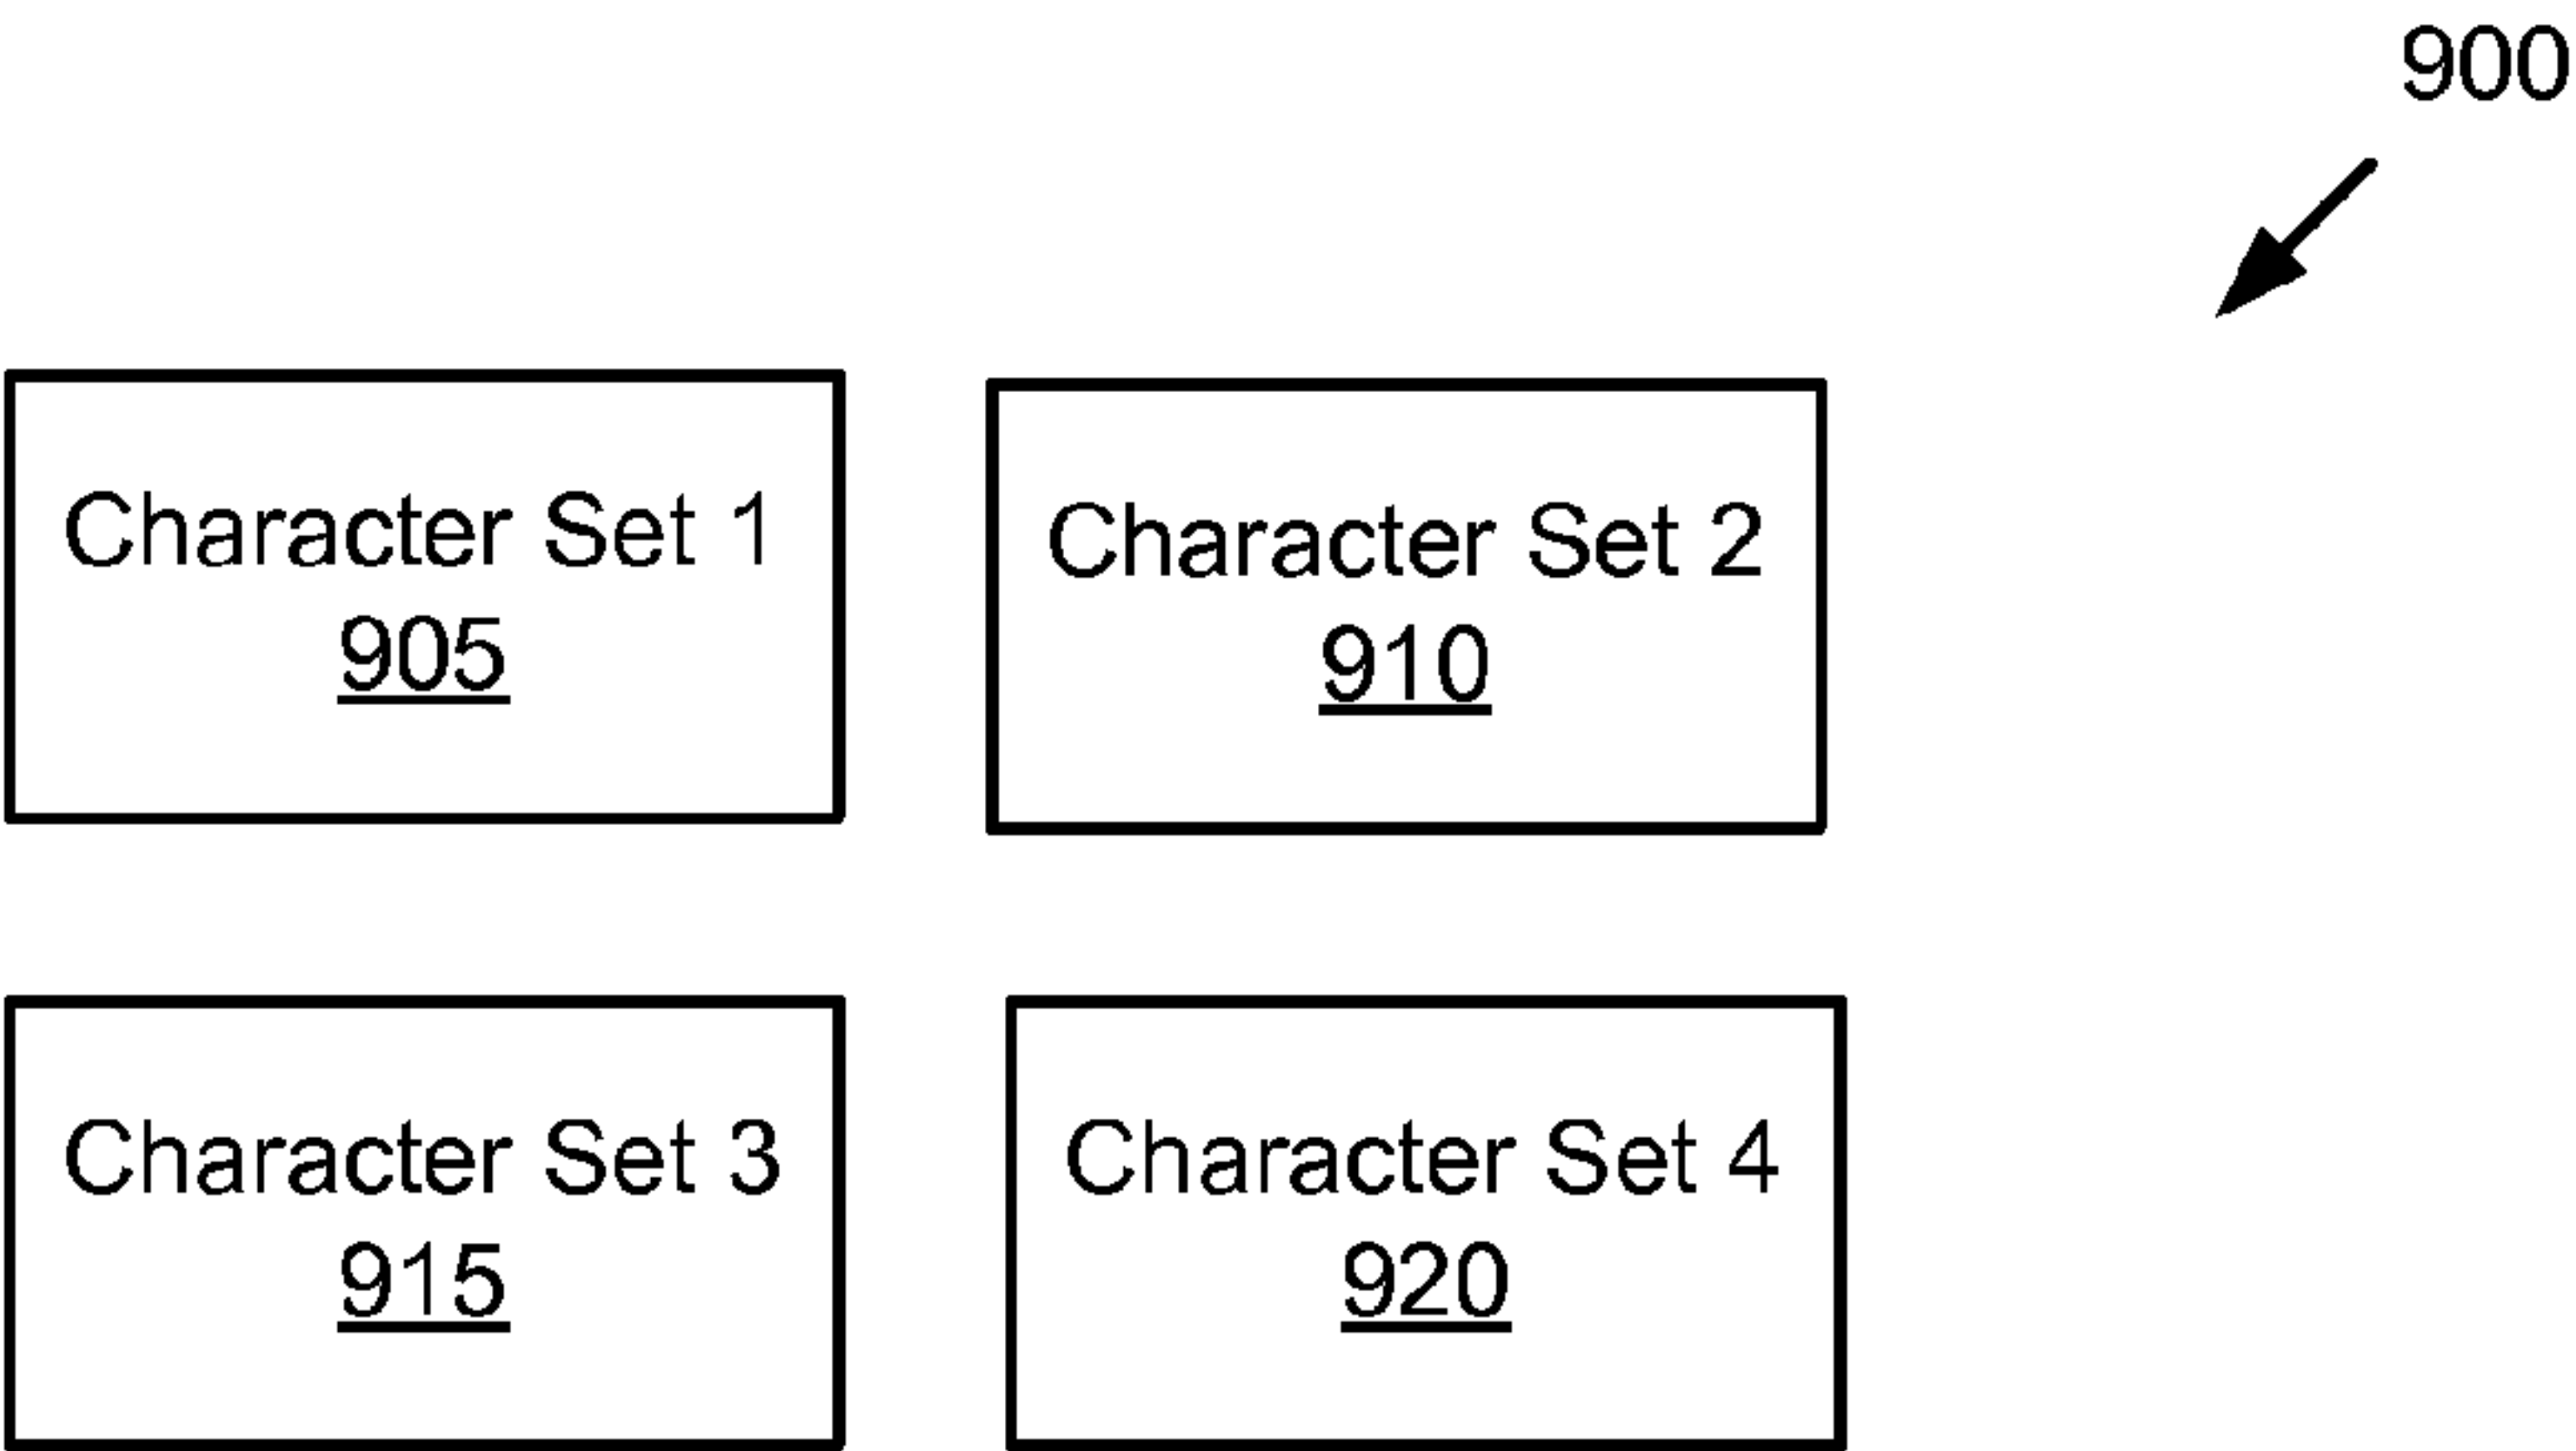 900
Character Set 1
905
Character Set 2
910
Character Set 3
915
Character Set 4
920